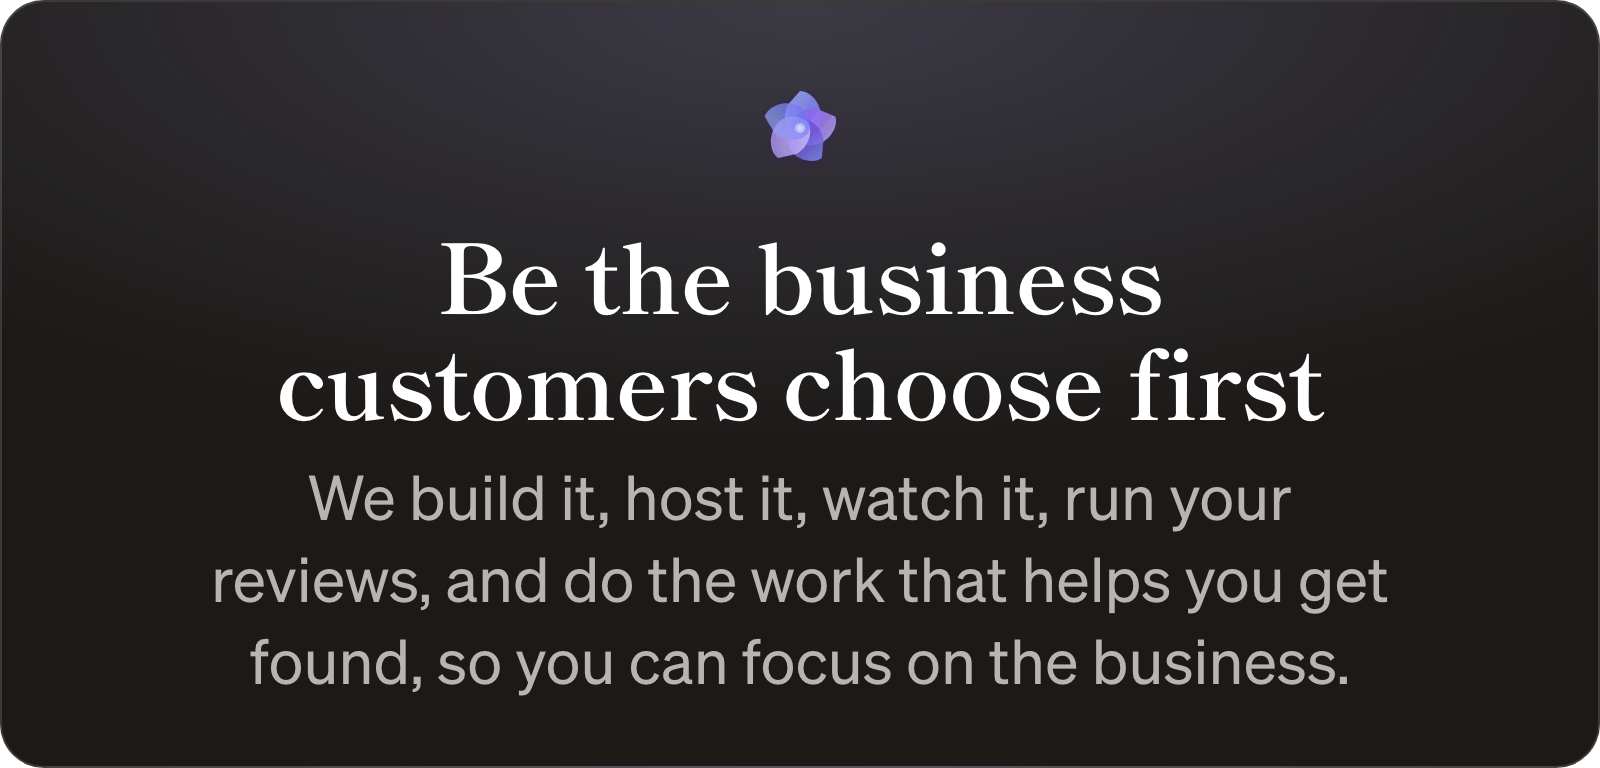 Be the business
customers choose first
We build it, host it, watch it, run your
reviews, and do the work that helps you get
found, so you can focus on the business.